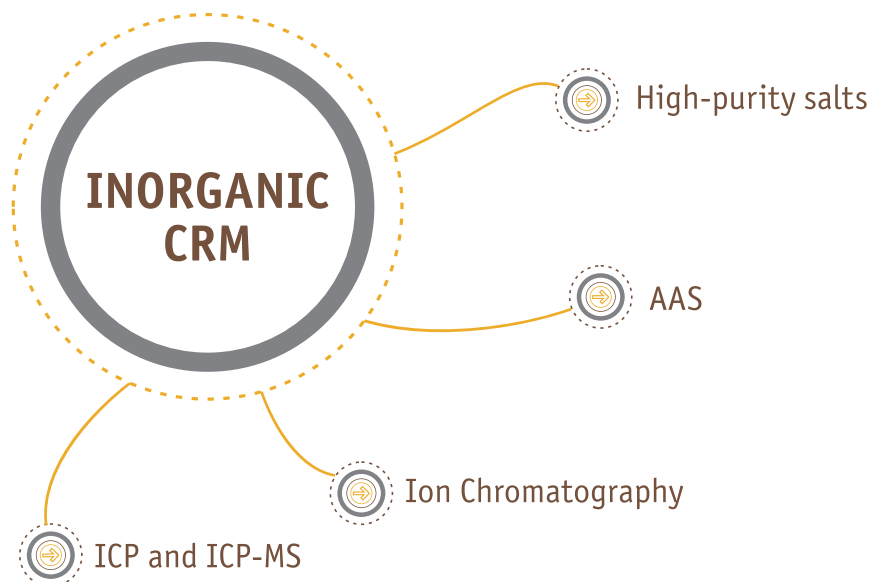 INORGANIC
CRM
High-purity salts
AAS
Ion Chromatography
ICP and ICP-MS